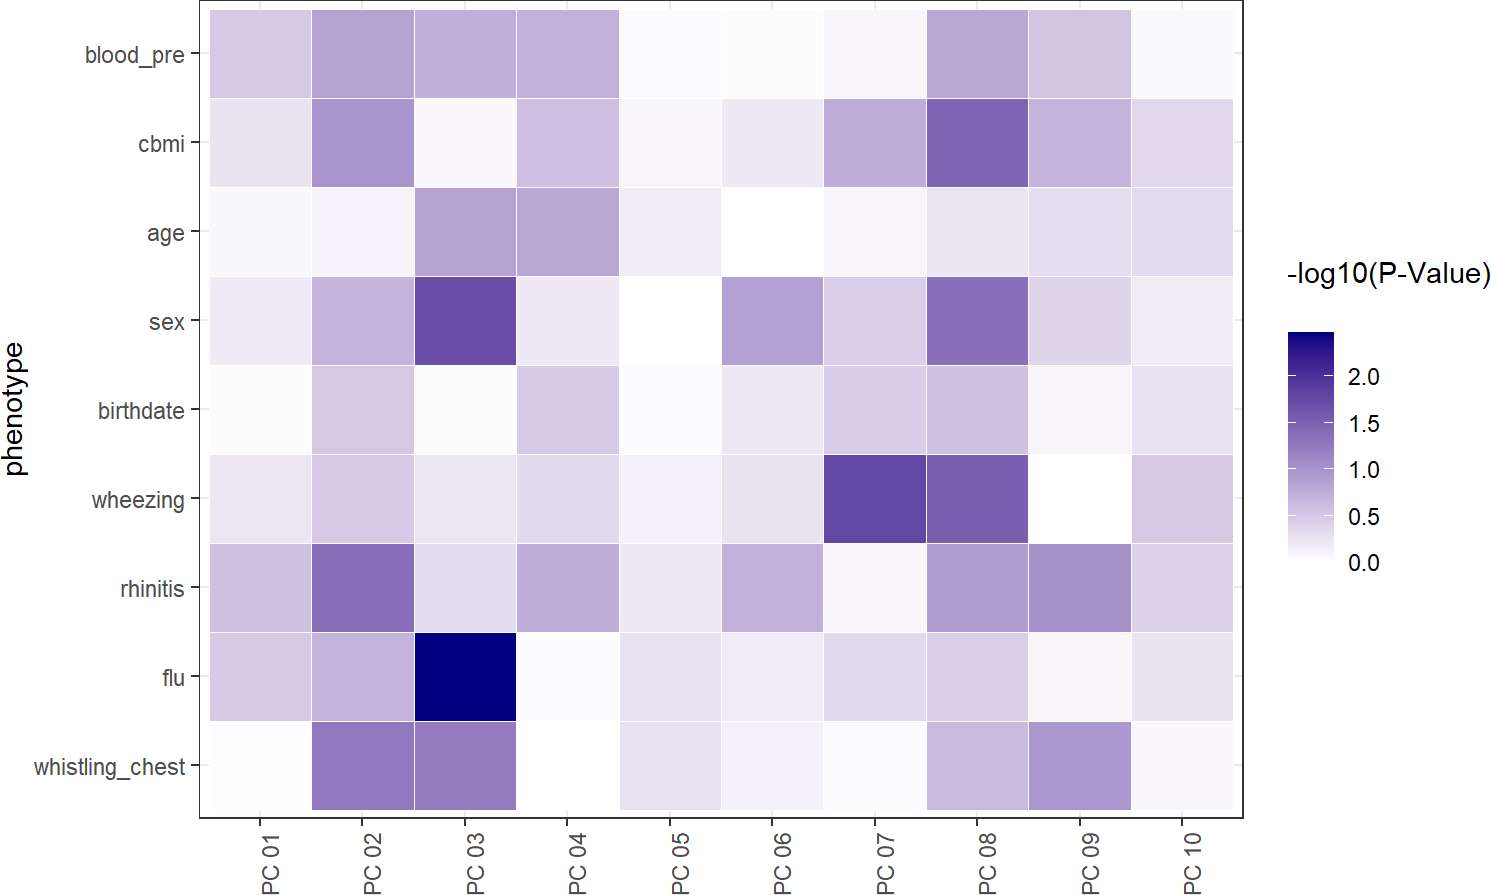 blood_pre
cbmi
age
sex
birthdate
wheezing
rhinitis
flu
whistling_chest
phenotype
PC 01
PC 02
PC 03
PC 04
PC 05
PC 06
PC 07
PC 08
PC 09
PC 10
-log10(P-Value)
2.0
1.5
1.0
0.5
0.0